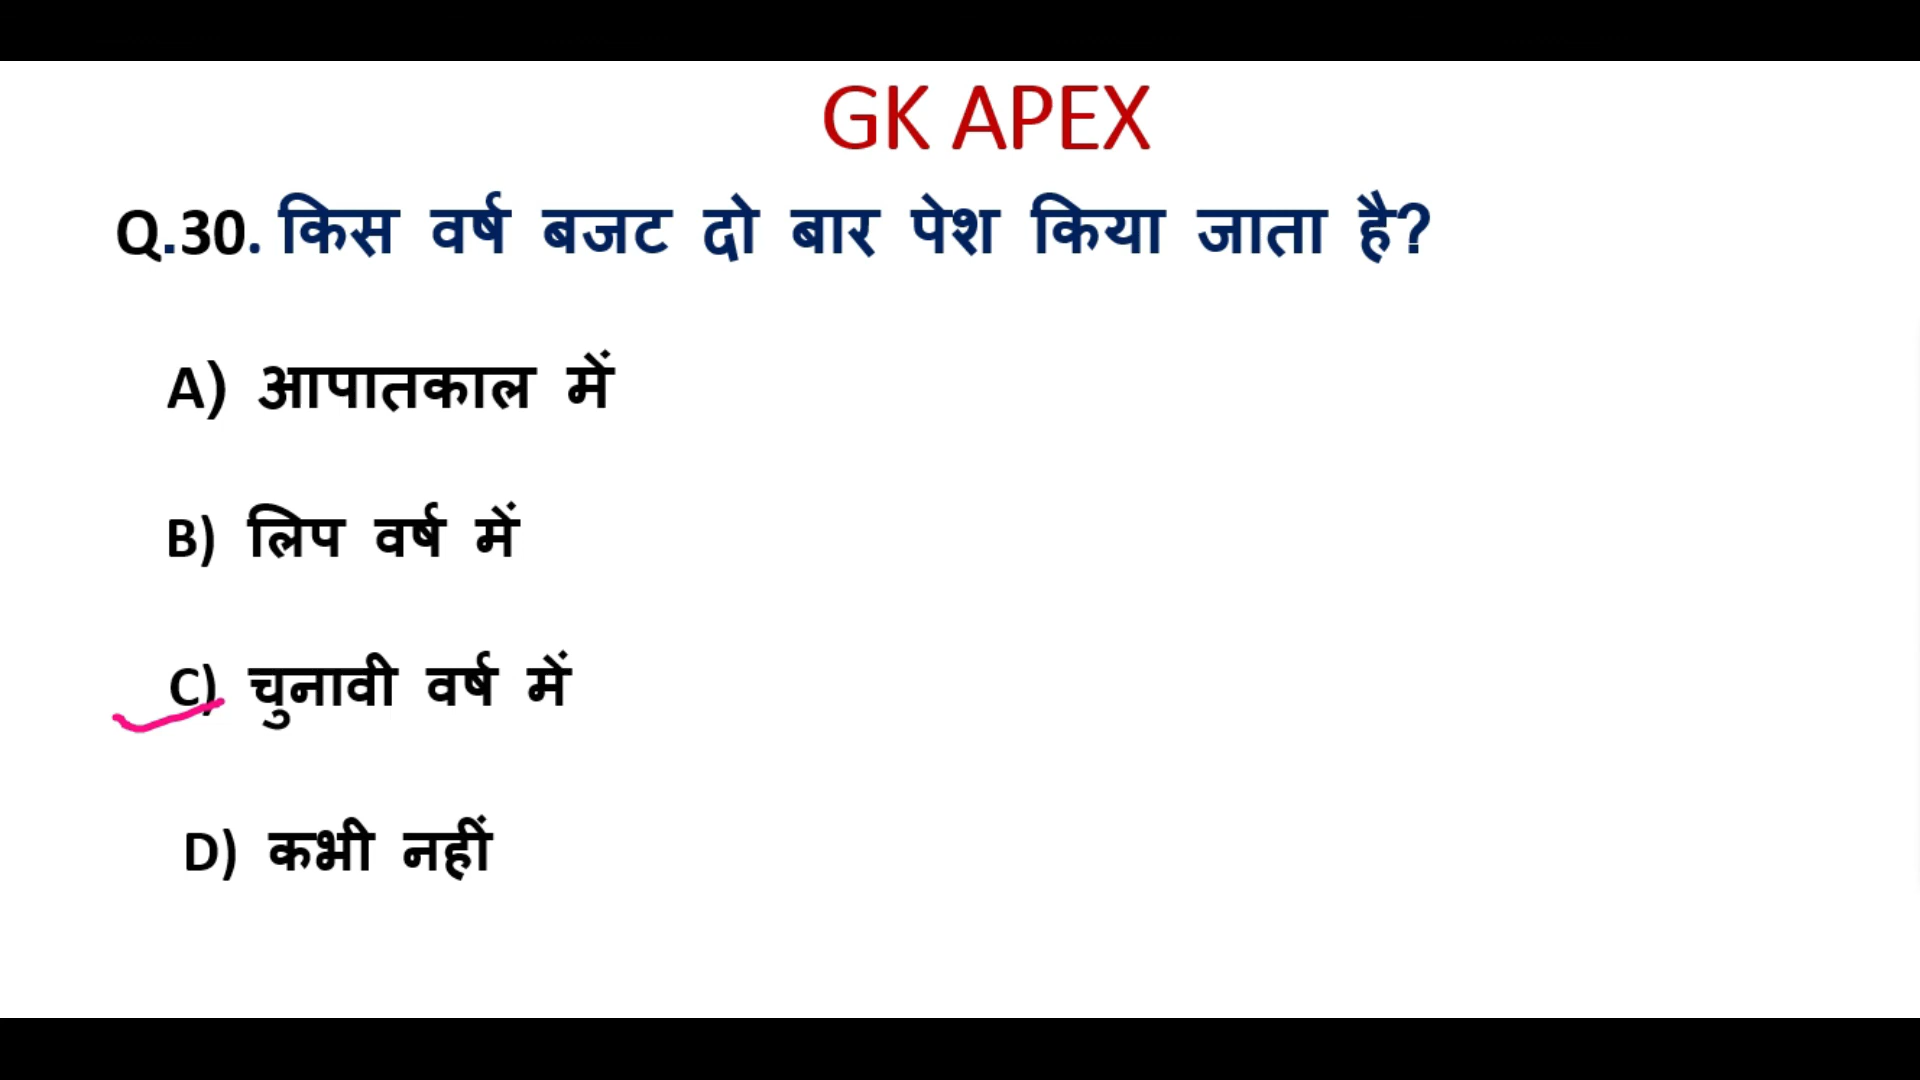 GK APEX
Q.30. किस वर्ष बजट दो बार पेश किया जाता है?
A) आपातकाल में
B) लिप वर्ष में
C) चुनावी वर्ष में
D) कभी नहीं